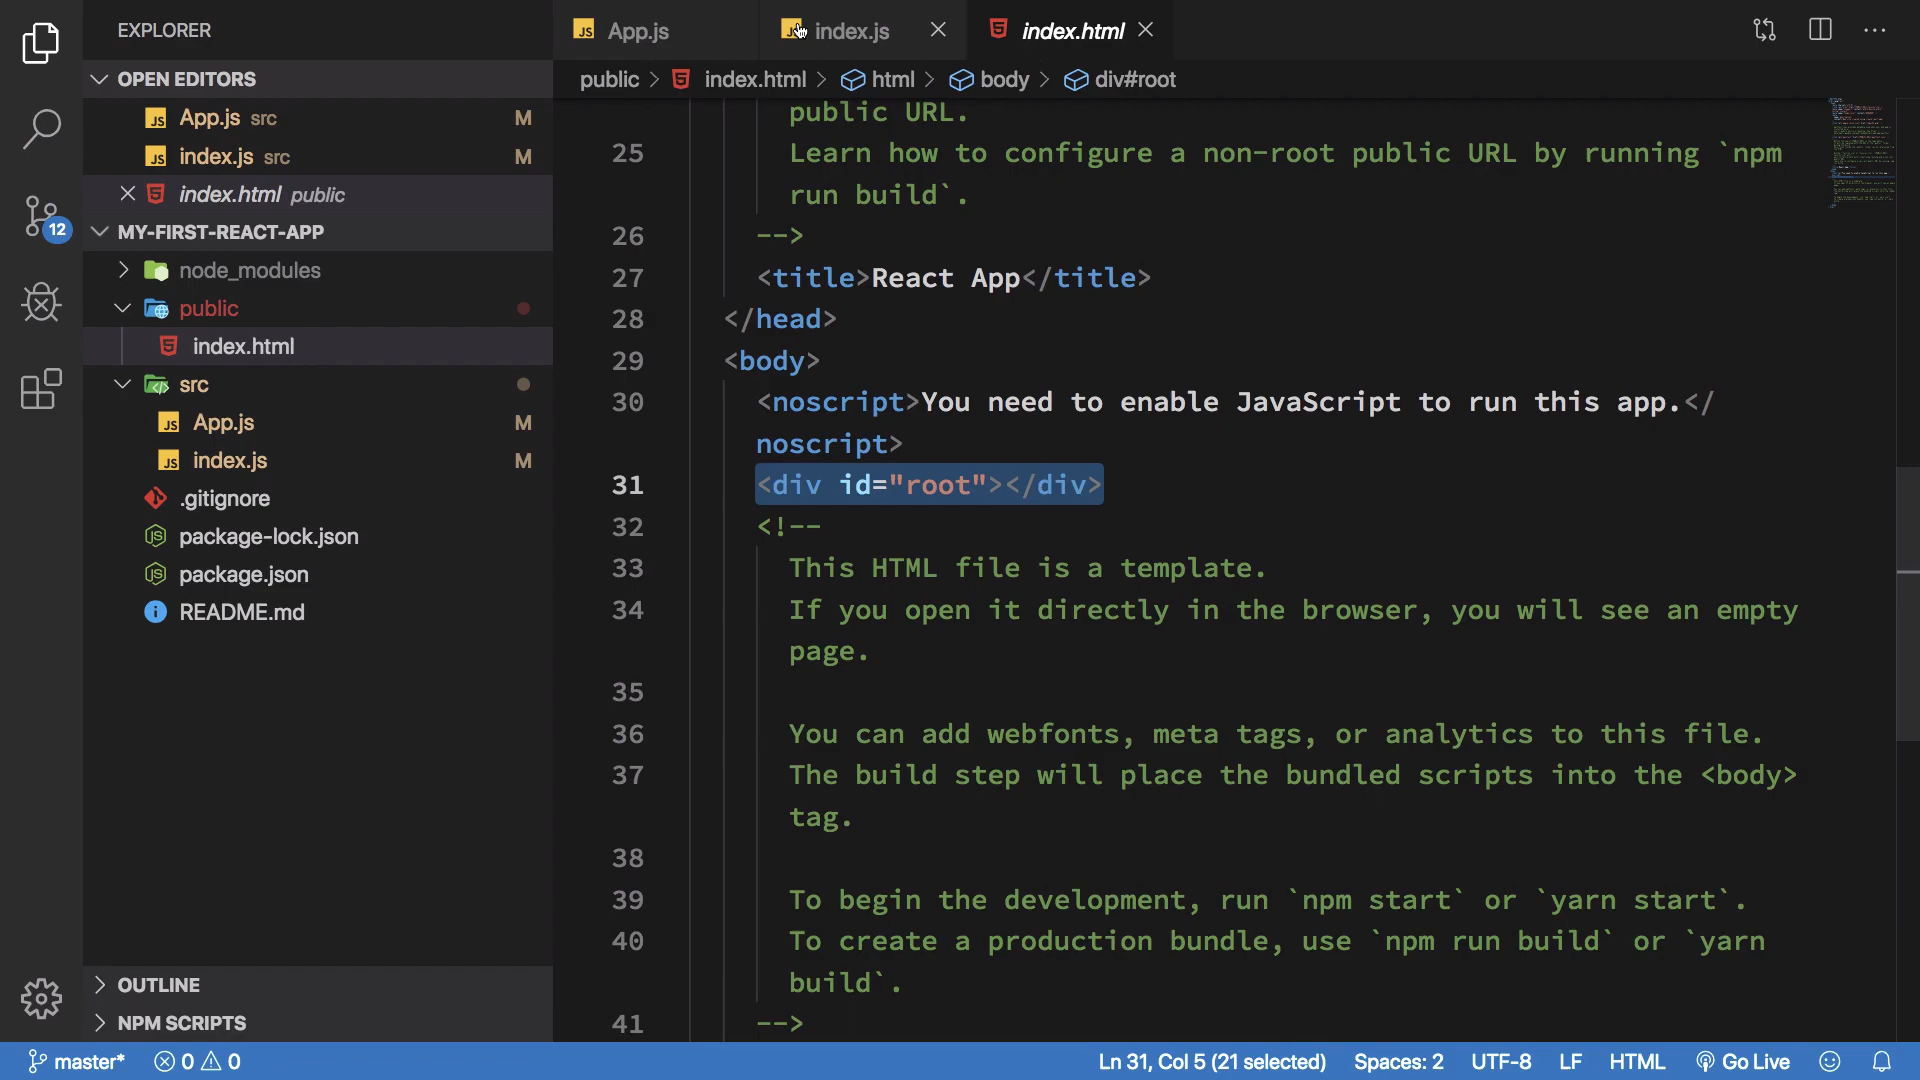 EXPLORER
OPEN EDITORS
App.js src M
index.js src M
index.html public
12
MY-FIRST-REACT-APP
node_modules
public
index.html
src
App.js M
index.js M
.gitignore
package-lock.json
package.json
README.md
OUTLINE
NPM SCRIPTS
JS App.js
index.js
index.html
public > index.html > html > body > div#root
public URL.
25 Learn how to configure a non-root public URL by running `npm
run build`.
26 -->
27 <title>React App</title>
28 </head>
29 <body>
30 <noscript>You need to enable JavaScript to run this app.</
noscript>
31 <div id="root"></div>
32 <!--
33 This HTML file is a template.
34 If you open it directly in the browser, you will see an empty
page.
35
36 You can add webfonts, meta tags, or analytics to this file.
37 The build step will place the bundled scripts into the <body>
tag.
38
39 To begin the development, run `npm start` or `yarn start`.
40 To create a production bundle, use `npm run build` or `yarn
build`.
41 -->
master* 0 0 Ln 31, Col 5 (21 selected) Spaces: 2 UTF-8 LF HTML Go Live